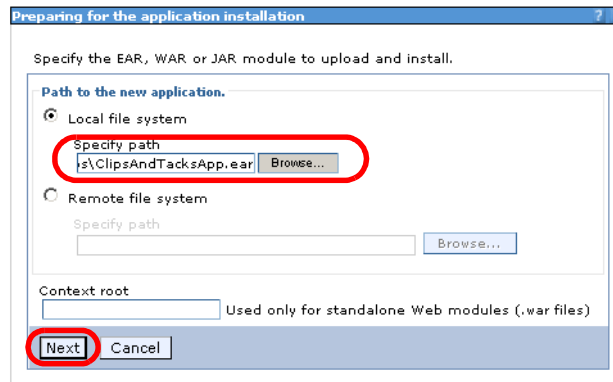 Preparing for the application installation ?
Specify the EAR, WAR or JAR module to upload and install.
Path to the new application.
Local file system
Specify path
s\ClipsAndTacksApp.ear Browse...
Remote file system
Specify path
Browse...
Context root
Used only for standalone Web modules (.war files)
Next Cancel